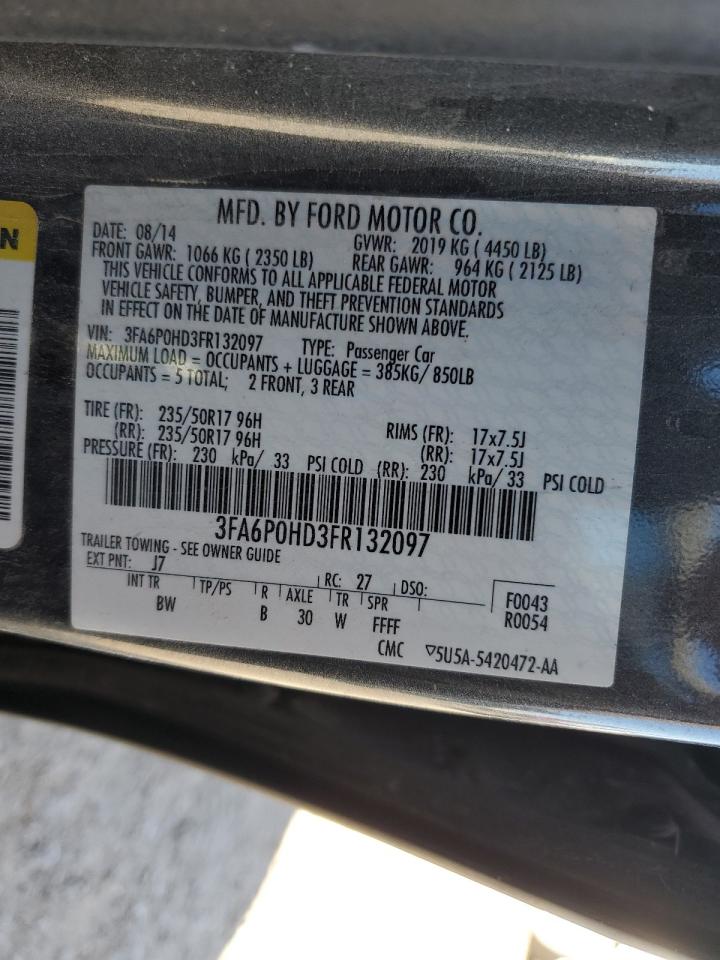 MFD. BY FORD MOTOR CO.
DATE: 08/14 GVWR: 2019 KG ( 4450 LB)
FRONT GAWR: 1066 KG ( 2350 LB) REAR GAWR: 964 KG ( 2125 LB)
THIS VEHICLE CONFORMS TO ALL APPLICABLE FEDERAL MOTOR
VEHICLE SAFETY, BUMPER, AND THEFT PREVENTION STANDARDS
IN EFFECT ON THE DATE OF MANUFACTURE SHOWN ABOVE.
VIN: 3FA6P0HD3FR132097 TYPE: Passenger Car
MAXIMUM LOAD = OCCUPANTS + LUGGAGE = 385KG/ 850LB
OCCUPANTS = 5 TOTAL; 2 FRONT, 3 REAR
TIRE (FR): 235/50R17 96H RIMS (FR): 17x7.5J
(RR): 235/50R17 96H (RR): 17x7.5J
PRESSURE (FR): 230 kPa/ 33 PSI COLD (RR): 230 kPa/ 33 PSI COLD
3FA6P0HD3FR132097
TRAILER TOWING - SEE OWNER GUIDE
EXT PNT: J7 RC: 27 DSO: F0043
INT TR TP/PS R AXLE TR SPR R0054
BW B 30 W FFFF
CMC ▽5U5A-5420472-AA
N